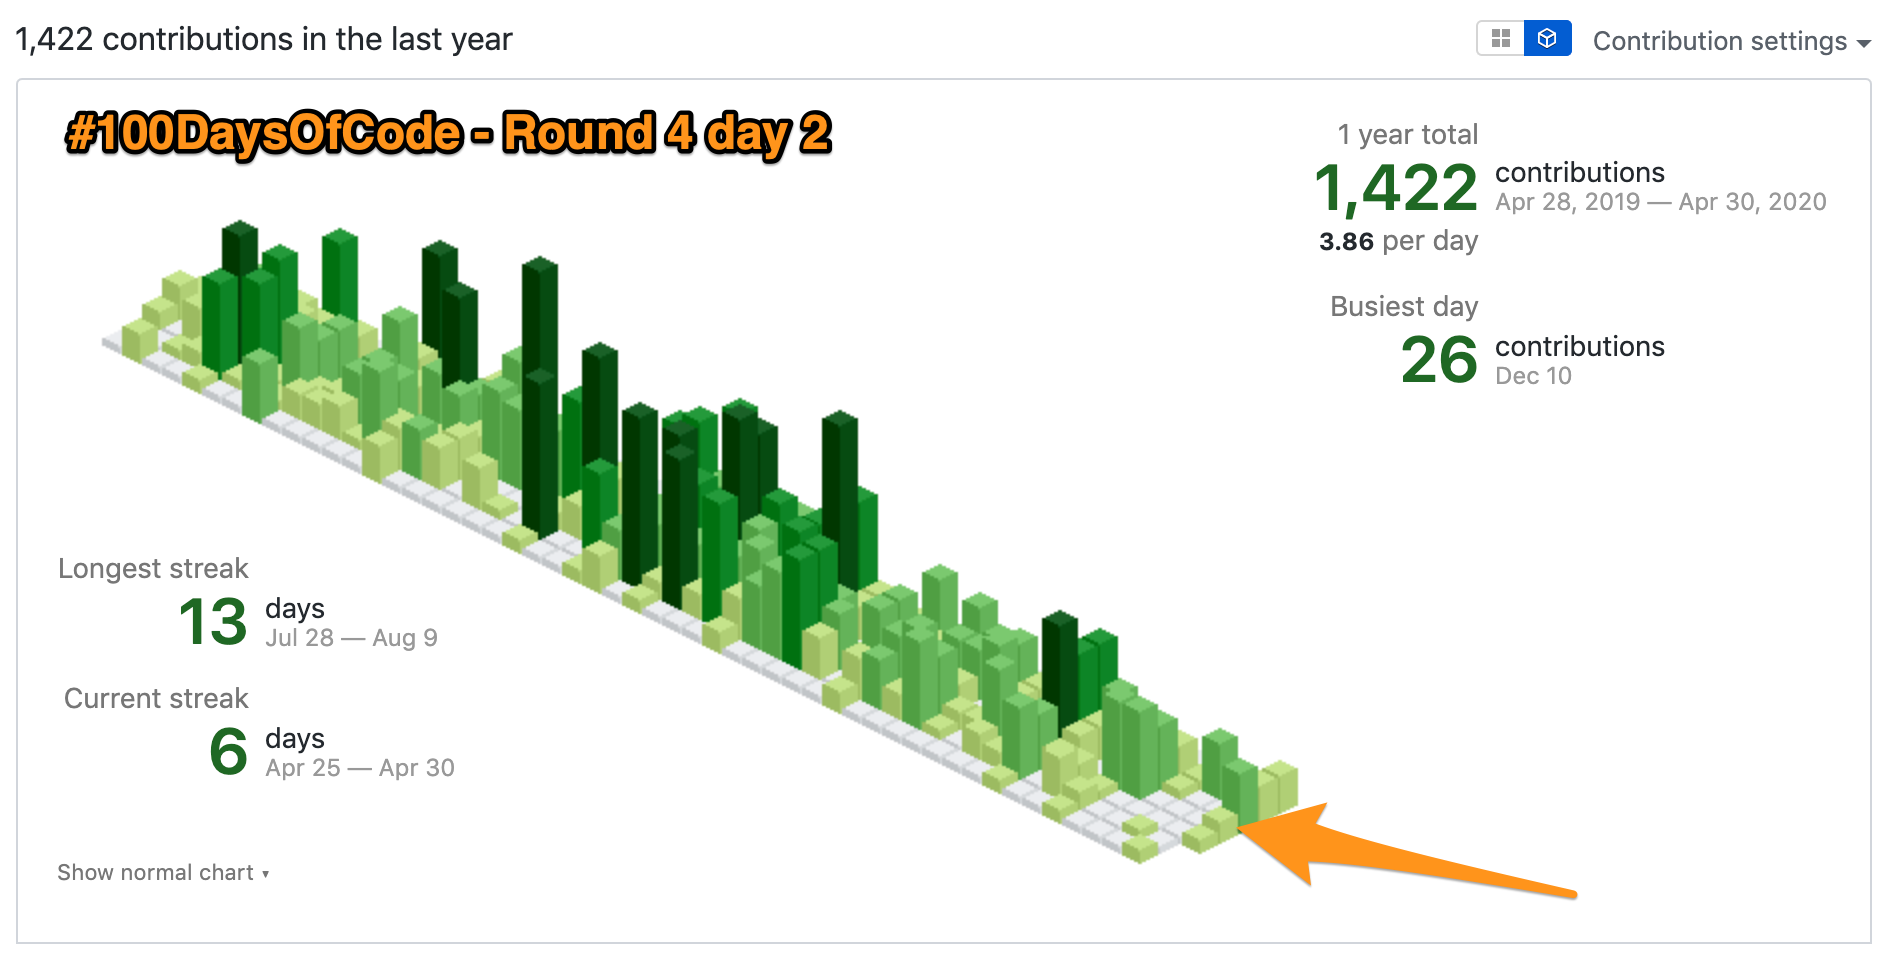 1,422 contributions in the last year
Contribution settings
#100DaysOfCode - Round 4 day 2
1 year total
1,422 contributions
Apr 28, 2019 — Apr 30, 2020
3.86 per day
Busiest day
26 contributions
Dec 10
Longest streak
13 days
Jul 28 — Aug 9
Current streak
6 days
Apr 25 — Apr 30
Show normal chart